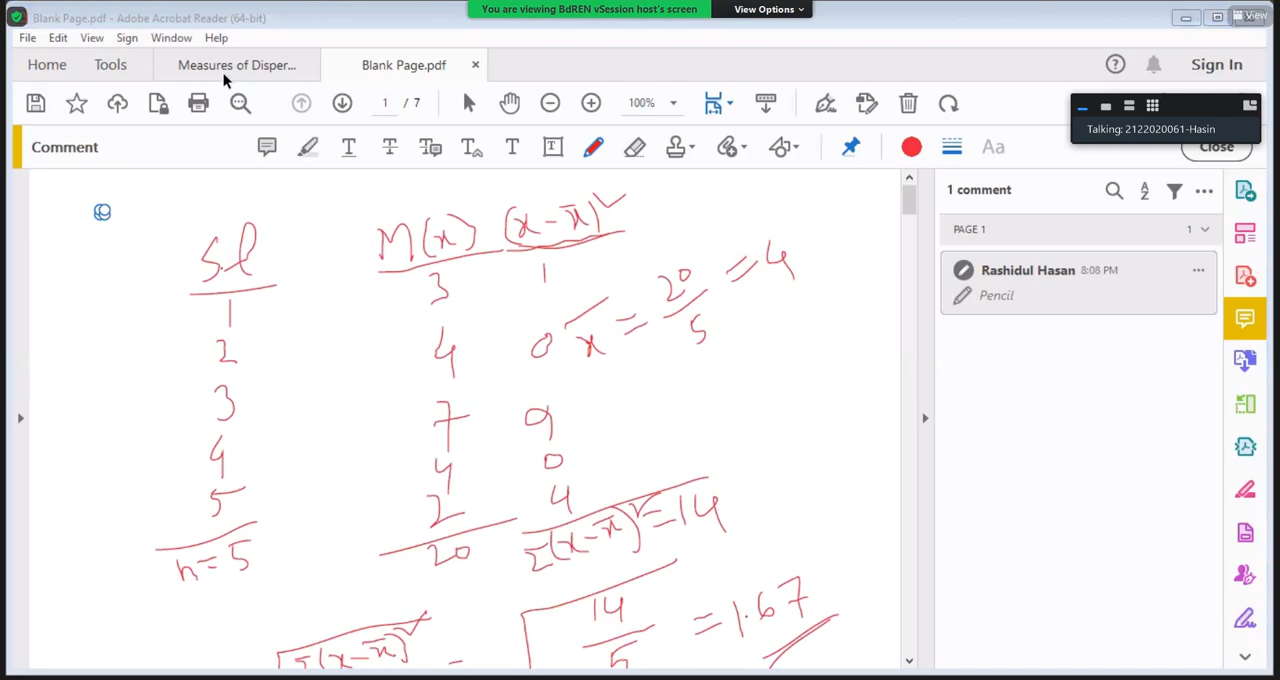 You are viewing BdREN vSession host's screen View Options
Blank Page.pdf - Adobe Acrobat Reader (64-bit)
View
File Edit View Sign Window Help
Home Tools Measures of Disper... Blank Page.pdf × Sign In
1 / 7 100%
Talking: 2122020061-Hasin
Comment Aa Close
1 comment
PAGE 1 1
Rashidul Hasan 8:08 PM
Pencil
S.l M(x) (x-x̄)²
1 3 1
x̄ = 20/5 = 4
2 4 0
3 7 9
4 4 0
5 2 4
n=5 20 Σ(x-x̄)² = 14
√Σ(x-x̄)² = √14/5 = 1.67